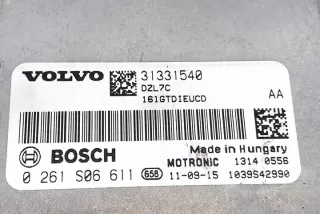 VOLVO 31331540
DZL7C AA
161GTDIEUCD
BOSCH Made in Hungary
MOTRONIC 1314 0556
0 261 S06 611 658 11-09-15 1039S42990